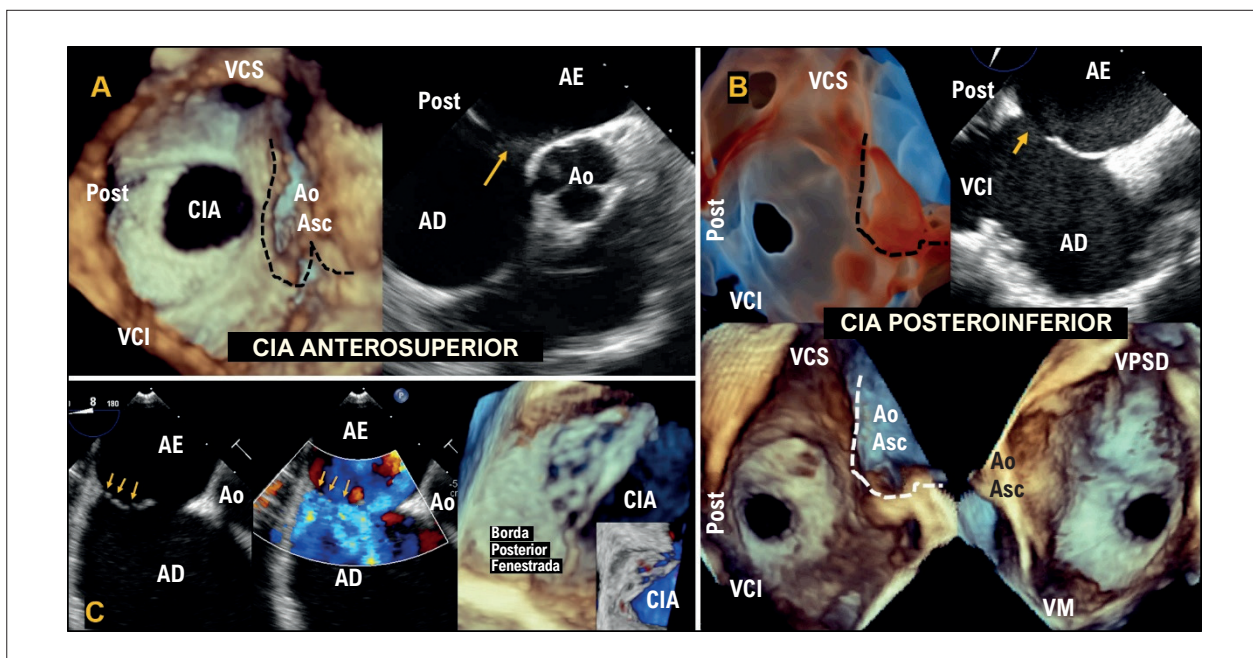 A
VCS
Post
CIA
Ao
Asc
VCI
Post
AE
Ao
AD
CIA ANTEROSUPERIOR
B
VCS
Post
VCI
Post
AE
VCI
AD
CIA POSTEROINFERIOR
VCS
Ao
Asc
Post
VCI
VPSD
Ao
Asc
VM
C
8
180
AE
Ao
AD
AE
Ao
AD
CIA
Borda
Posterior
Fenestrada
CIA